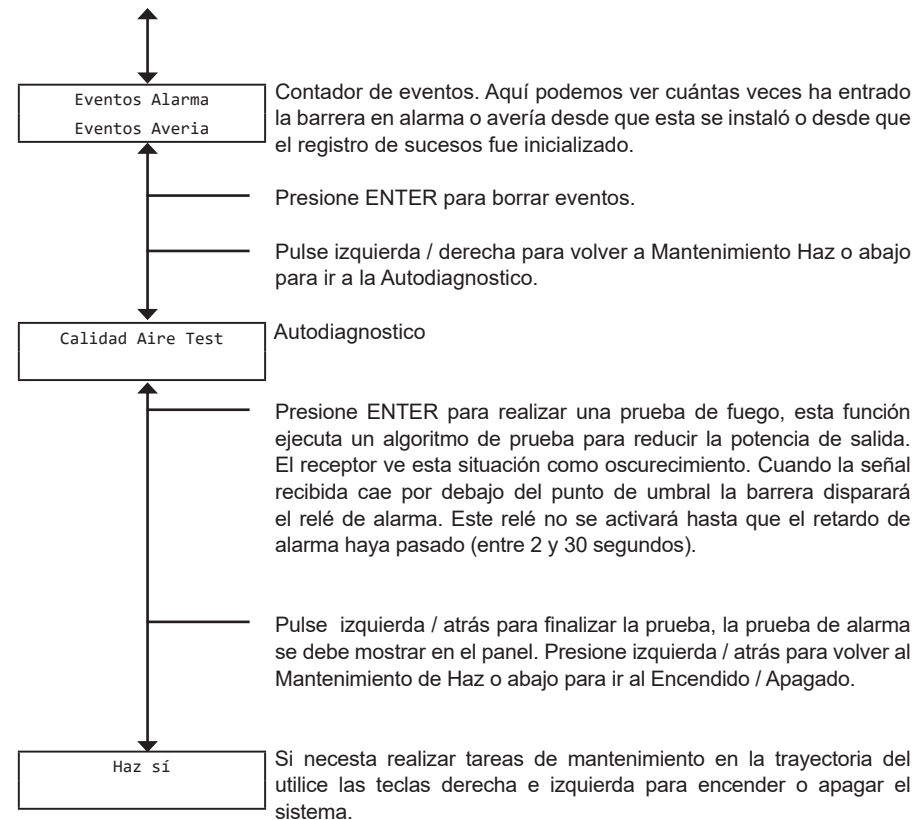 Eventos Alarma
Eventos Averia
Contador de eventos. Aquí podemos ver cuántas veces ha entrado
la barrera en alarma o avería desde que esta se instaló o desde que
el registro de sucesos fue inicializado.
Presione ENTER para borrar eventos.
Pulse izquierda / derecha para volver a Mantenimiento Haz o abajo
para ir a la Autodiagnostico.
Calidad Aire Test
Autodiagnostico
Presione ENTER para realizar una prueba de fuego, esta función
ejecuta un algoritmo de prueba para reducir la potencia de salida.
El receptor ve esta situación como oscurecimiento. Cuando la señal
recibida cae por debajo del punto de umbral la barrera disparará
el relé de alarma. Este relé no se activará hasta que el retardo de
alarma haya pasado (entre 2 y 30 segundos).
Pulse izquierda / atrás para finalizar la prueba, la prueba de alarma
se debe mostrar en el panel. Presione izquierda / atrás para volver al
Mantenimiento de Haz o abajo para ir al Encendido / Apagado.
Haz sí
Si necesta realizar tareas de mantenimiento en la trayectoria del
utilice las teclas derecha e izquierda para encender o apagar el
sistema.